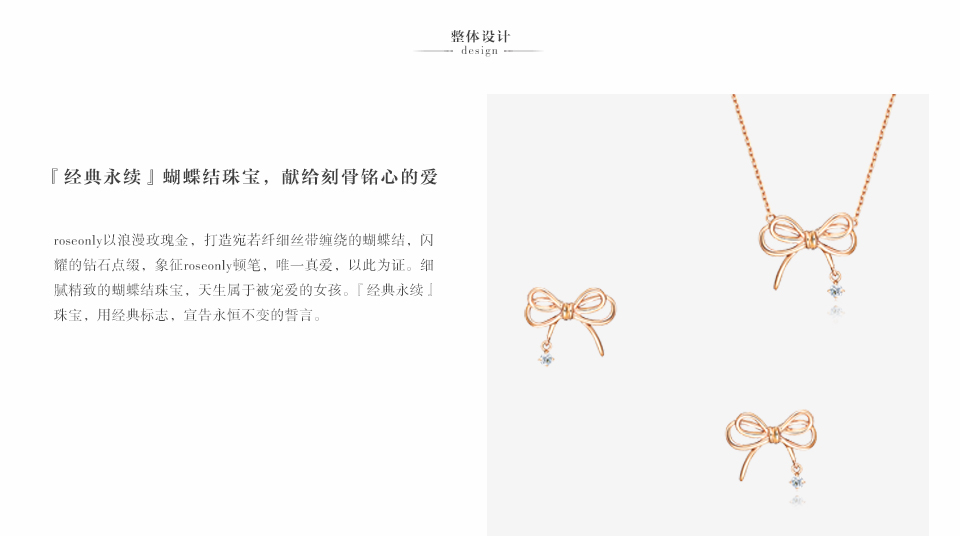 整体设计
design
『经典永续』蝴蝶结珠宝，献给刻骨铭心的爱
roseonly以浪漫玫瑰金，打造宛若纤细丝带缠绕的蝴蝶结，闪
耀的钻石点缀，象征roseonly顿笔，唯一真爱，以此为证。细
腻精致的蝴蝶结珠宝，天生属于被宠爱的女孩。『经典永续』
珠宝，用经典标志，宣告永恒不变的誓言。